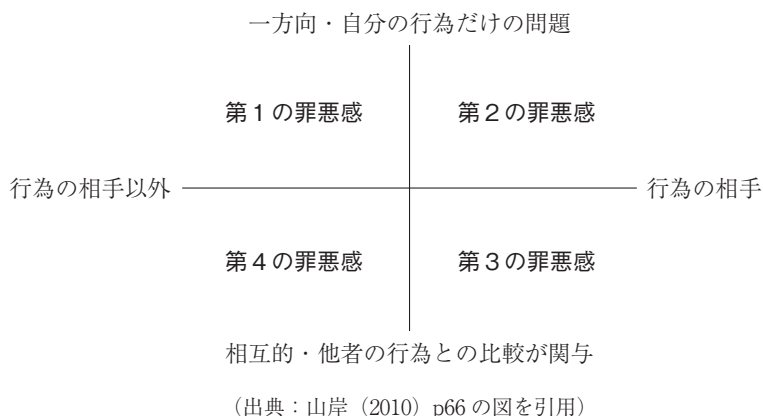 一方向・自分の行為だけの問題
第1の罪悪感 第2の罪悪感
行為の相手以外 行為の相手
第4の罪悪感 第3の罪悪感
相互的・他者の行為との比較が関与
（出典：山岸（2010）p66 の図を引用）